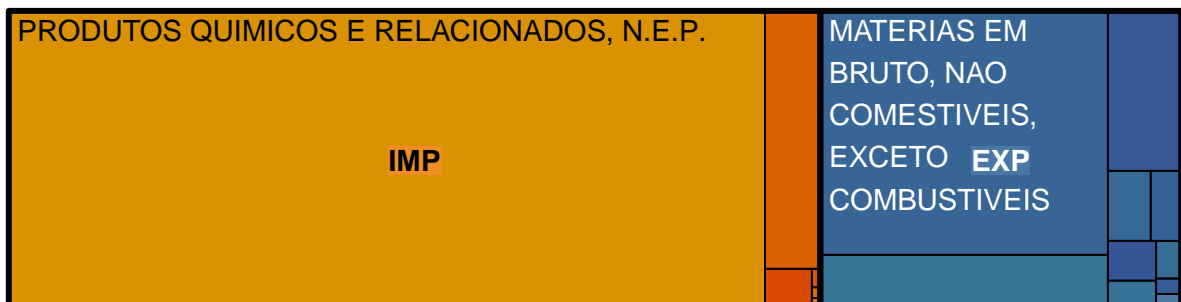 PRODUTOS QUIMICOS E RELACIONADOS, N.E.P.
IMP
MATERIAS EM
BRUTO, NAO
COMESTIVEIS,
EXCETO
COMBUSTIVEIS
EXP